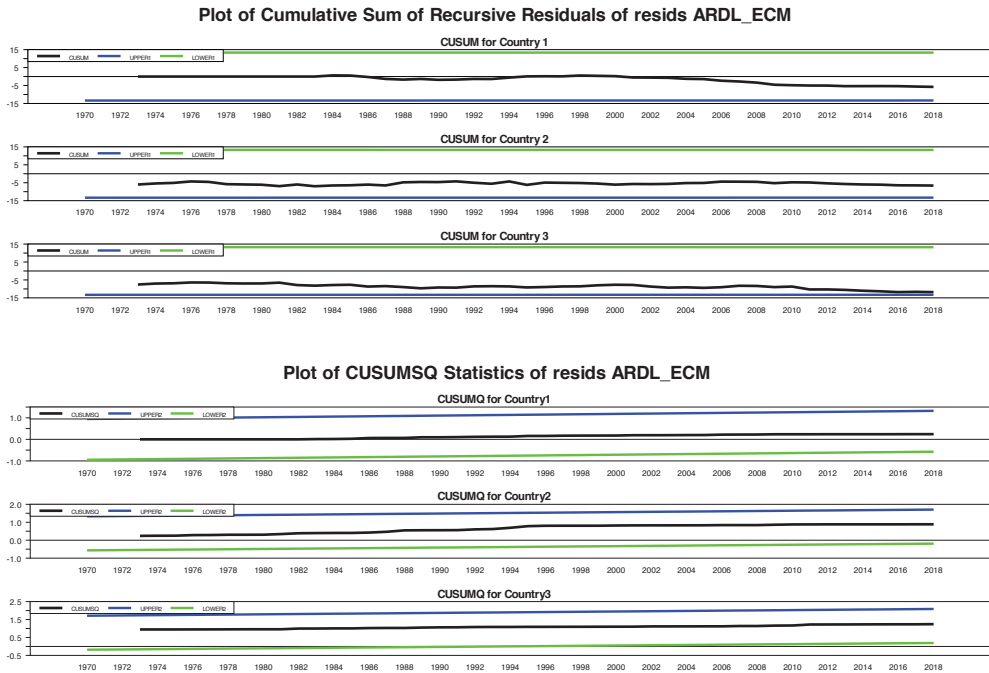 Plot of Cumulative Sum of Recursive Residuals of resids ARDL_ECM
CUSUM for Country 1
CUSUM UPPER1 LOWER1
15
5
-5
-15
1970 1972 1974 1976 1978 1980 1982 1984 1986 1988 1990 1992 1994 1996 1998 2000 2002 2004 2006 2008 2010 2012 2014 2016 2018
CUSUM for Country 2
CUSUM UPPER1 LOWER1
15
5
-5
-15
1970 1972 1974 1976 1978 1980 1982 1984 1986 1988 1990 1992 1994 1996 1998 2000 2002 2004 2006 2008 2010 2012 2014 2016 2018
CUSUM for Country 3
CUSUM UPPER1 LOWER1
15
5
-5
-15
1970 1972 1974 1976 1978 1980 1982 1984 1986 1988 1990 1992 1994 1996 1998 2000 2002 2004 2006 2008 2010 2012 2014 2016 2018
Plot of CUSUMSQ Statistics of resids ARDL_ECM
CUSUMQ for Country1
CUSUMSQ UPPER2 LOWER2
1.0
0.0
-1.0
1970 1972 1974 1976 1978 1980 1982 1984 1986 1988 1990 1992 1994 1996 1998 2000 2002 2004 2006 2008 2010 2012 2014 2016 2018
CUSUMQ for Country2
CUSUMSQ UPPER2 LOWER2
2.0
1.0
0.0
-1.0
1970 1972 1974 1976 1978 1980 1982 1984 1986 1988 1990 1992 1994 1996 1998 2000 2002 2004 2006 2008 2010 2012 2014 2016 2018
CUSUMQ for Country3
CUSUMSQ UPPER2 LOWER2
2.5
1.5
0.5
-0.5
1970 1972 1974 1976 1978 1980 1982 1984 1986 1988 1990 1992 1994 1996 1998 2000 2002 2004 2006 2008 2010 2012 2014 2016 2018